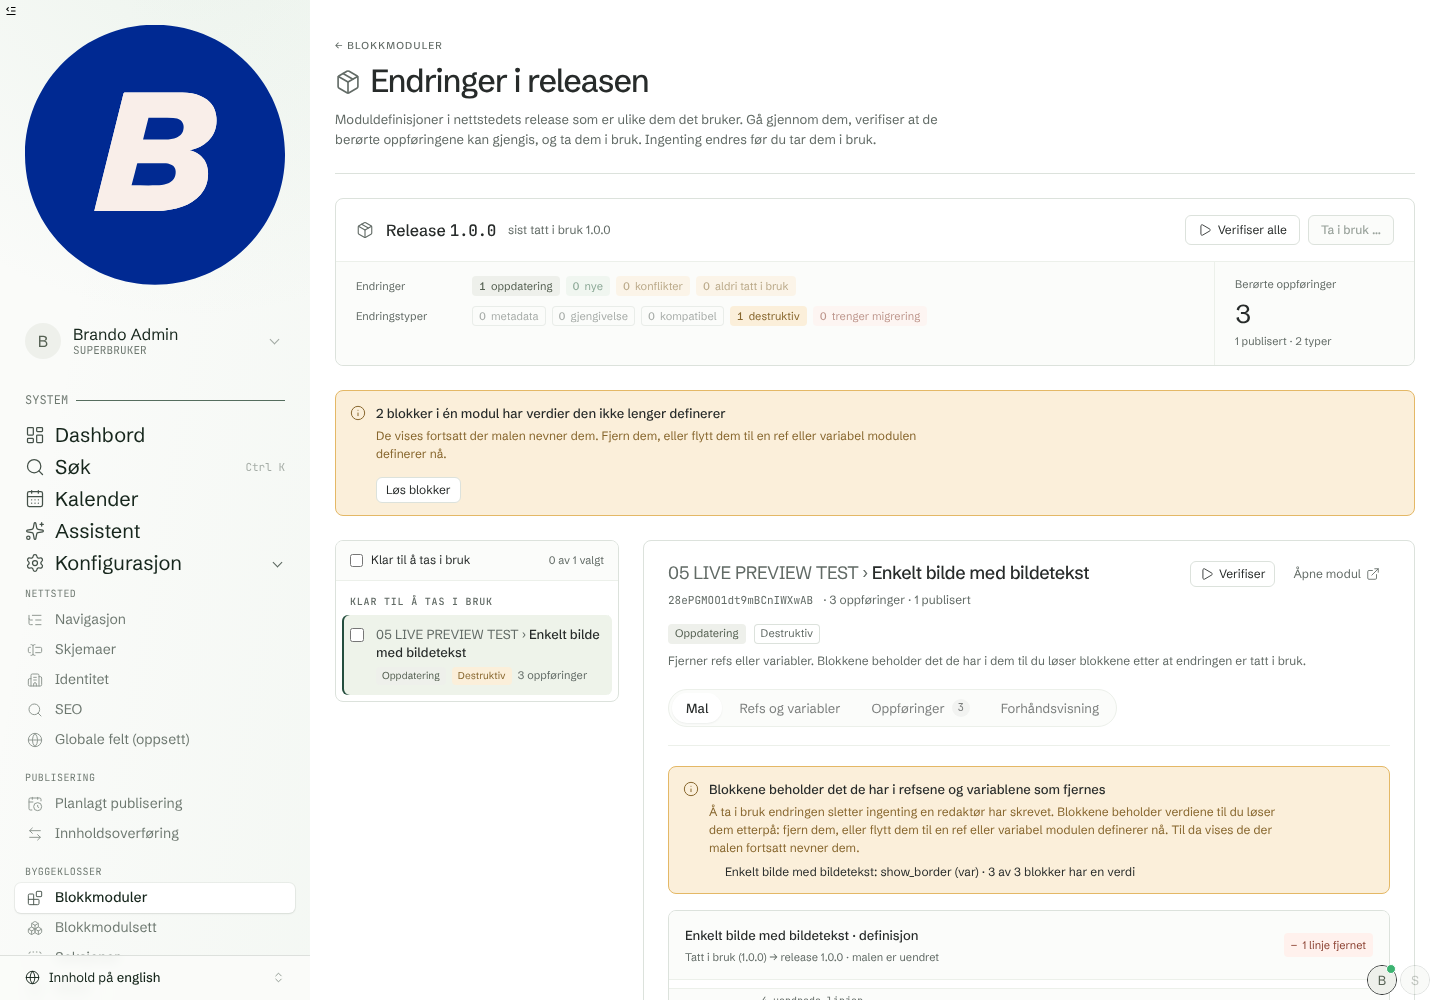 B
B
Brando Admin
SUPERBRUKER
SYSTEM
Dashbord
Søk
Ctrl K
Kalender
Assistent
Konfigurasjon
NETTSTED
Navigasjon
Skjemaer
Identitet
SEO
Globale felt (oppsett)
PUBLISERING
Planlagt publisering
Innholdsoverføring
BYGGEKLOSSER
Blokkmoduler
Blokkmodulsett
Innhold på english
← BLOKKMODULER
Endringer i releasen
Moduldefinisjoner i nettstedets release som er ulike dem det bruker. Gå gjennom dem, verifiser at de
berørte oppføringene kan gjengis, og ta dem i bruk. Ingenting endres før du tar dem i bruk.
Release 1.0.0 sist tatt i bruk 1.0.0
Verifiser alle
Ta i bruk ...
Endringer
1 oppdatering
0 nye
0 konflikter
0 aldri tatt i bruk
Endringstyper
0 metadata
0 gjengivelse
0 kompatibel
1 destruktiv
0 trenger migrering
Berørte oppføringer
3
1 publisert · 2 typer
2 blokker i én modul har verdier den ikke lenger definerer
De vises fortsatt der malen nevner dem. Fjern dem, eller flytt dem til en ref eller variabel modulen
definerer nå.
Løs blokker
Klar til å tas i bruk
0 av 1 valgt
KLAR TIL Å TAS I BRUK
05 LIVE PREVIEW TEST › Enkelt bilde
med bildetekst
Oppdatering
Destruktiv
3 oppføringer
05 LIVE PREVIEW TEST › Enkelt bilde med bildetekst
Verifiser
Åpne modul
28ePGMOO1dt9mBCnIWXwAB · 3 oppføringer · 1 publisert
Oppdatering
Destruktiv
Fjerner refs eller variabler. Blokkene beholder det de har i dem til du løser blokkene etter at endringen er tatt i bruk.
Mal
Refs og variabler
Oppføringer 3
Forhåndsvisning
Blokkene beholder det de har i refsene og variablene som fjernes
Å ta i bruk endringen sletter ingenting en redaktør har skrevet. Blokkene beholder verdiene til du løser
dem etterpå: fjern dem, eller flytt dem til en ref eller variabel modulen definerer nå. Til da vises de der
malen fortsatt nevner dem.
Enkelt bilde med bildetekst: show_border (var) · 3 av 3 blokker har en verdi
Enkelt bilde med bildetekst · definisjon
Tatt i bruk (1.0.0) → release 1.0.0 · malen er uendret
− 1 linje fjernet
B
S